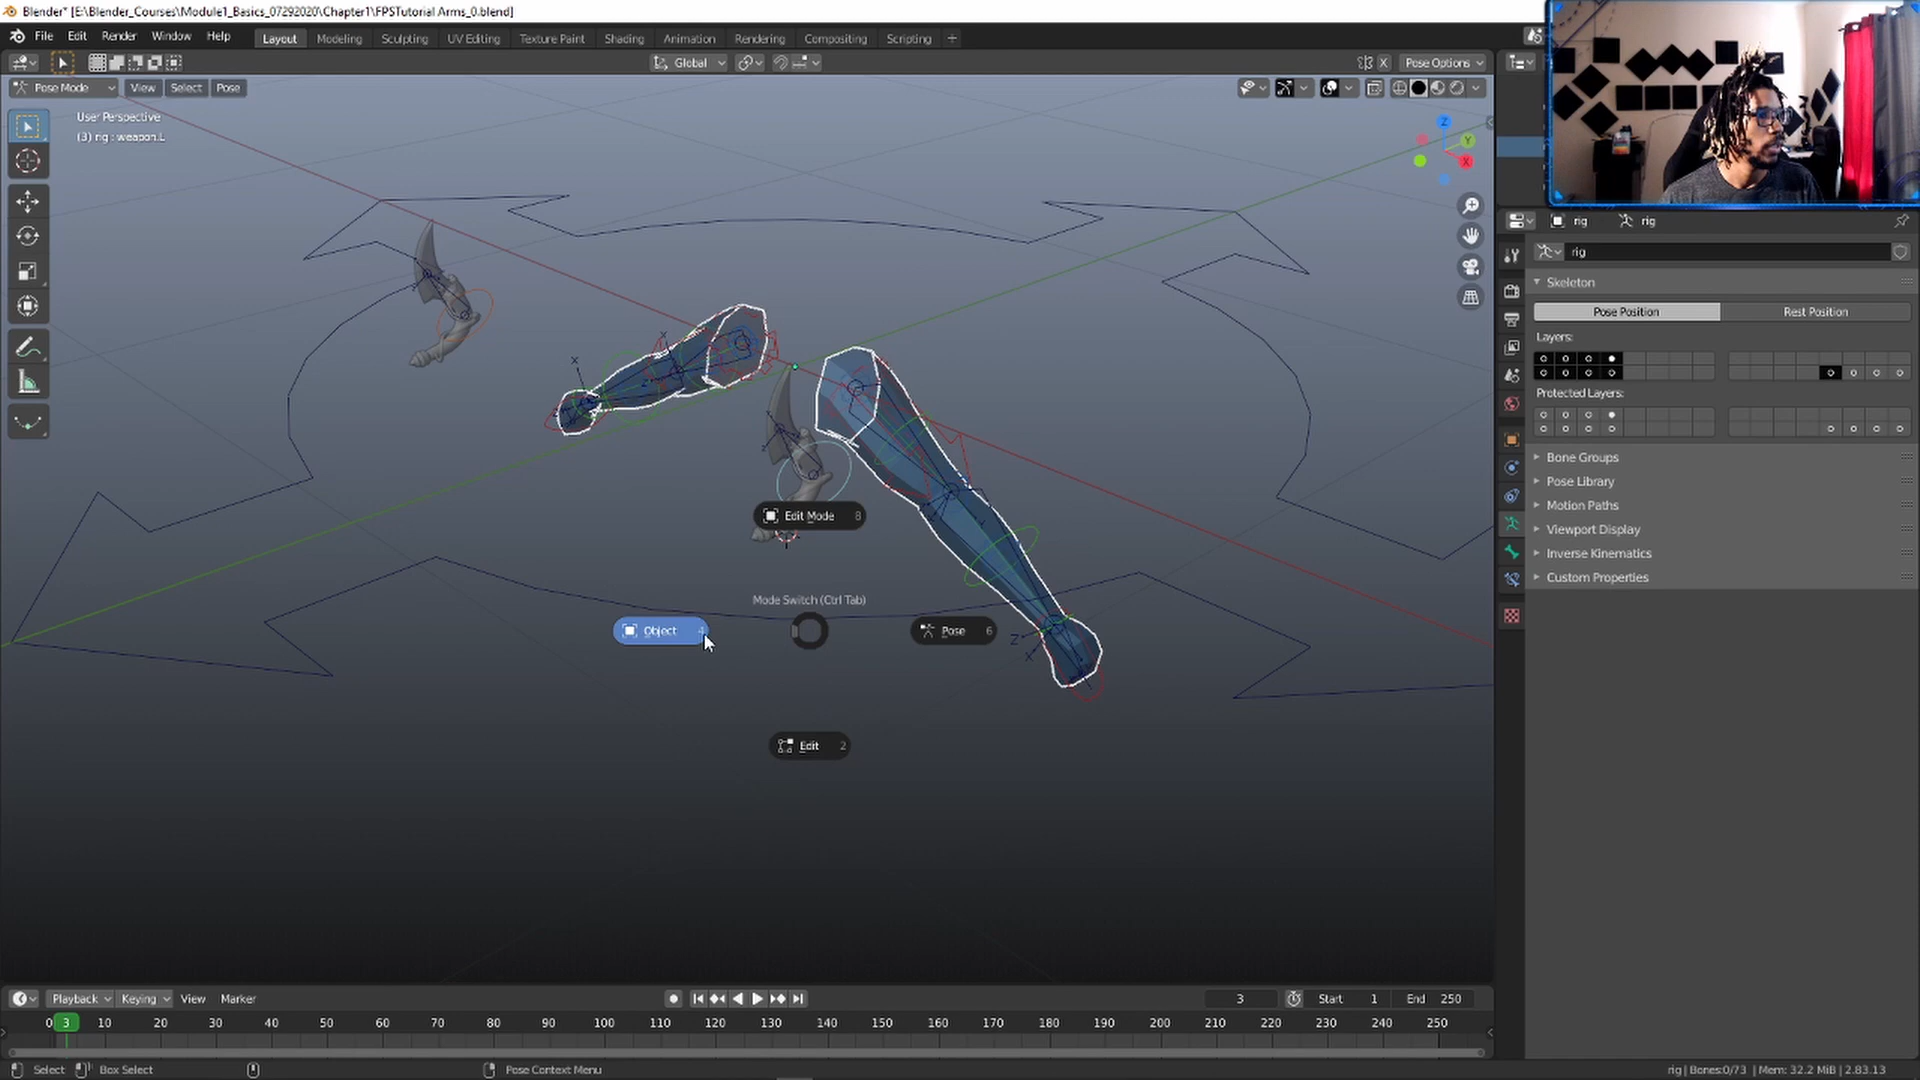 Blender* [E:\Blender_Courses\Module1_Basics_07292020\Chapter1\FPSTutorial Arms_0.blend]
File Edit Render Window Help Layout Modeling Sculpting UV Editing Texture Paint Shading Animation Rendering Compositing Scripting +
Global X Pose Options
Pose Mode View Select Pose
User Perspective
(3) rig : weapon.L
Z
Y
X
rig rig
rig
Skeleton
Pose Position Rest Position
Layers:
Protected Layers:
Bone Groups
Pose Library
Motion Paths
Viewport Display
Inverse Kinematics
Custom Properties
X
X
Z
X
Edit Mode 8
Mode Switch (Ctrl Tab)
Object 4
Pose 6
Edit 2
Playback Keying View Marker 3 Start 1 End 250
0 3 10 20 30 40 50 60 70 80 90 100 110 120 130 140 150 160 170 180 190 200 210 220 230 240 250
Select Box Select Pose Context Menu rig | Bones:0/73 | Mem: 32.2 MiB | 2.83.13